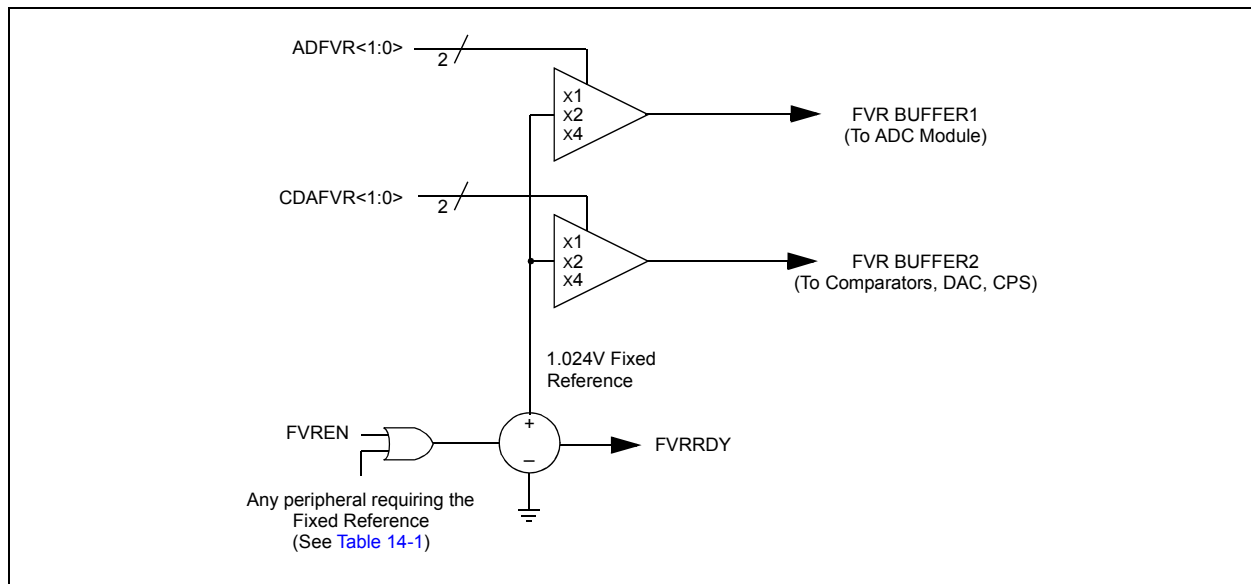 ADFVR<1:0>
2
x1
x2
x4
FVR BUFFER1
(To ADC Module)
CDAFVR<1:0>
2
x1
x2
x4
FVR BUFFER2
(To Comparators, DAC, CPS)
1.024V Fixed
Reference
FVREN
+
–
FVRRDY
Any peripheral requiring the
Fixed Reference
(See Table 14-1)